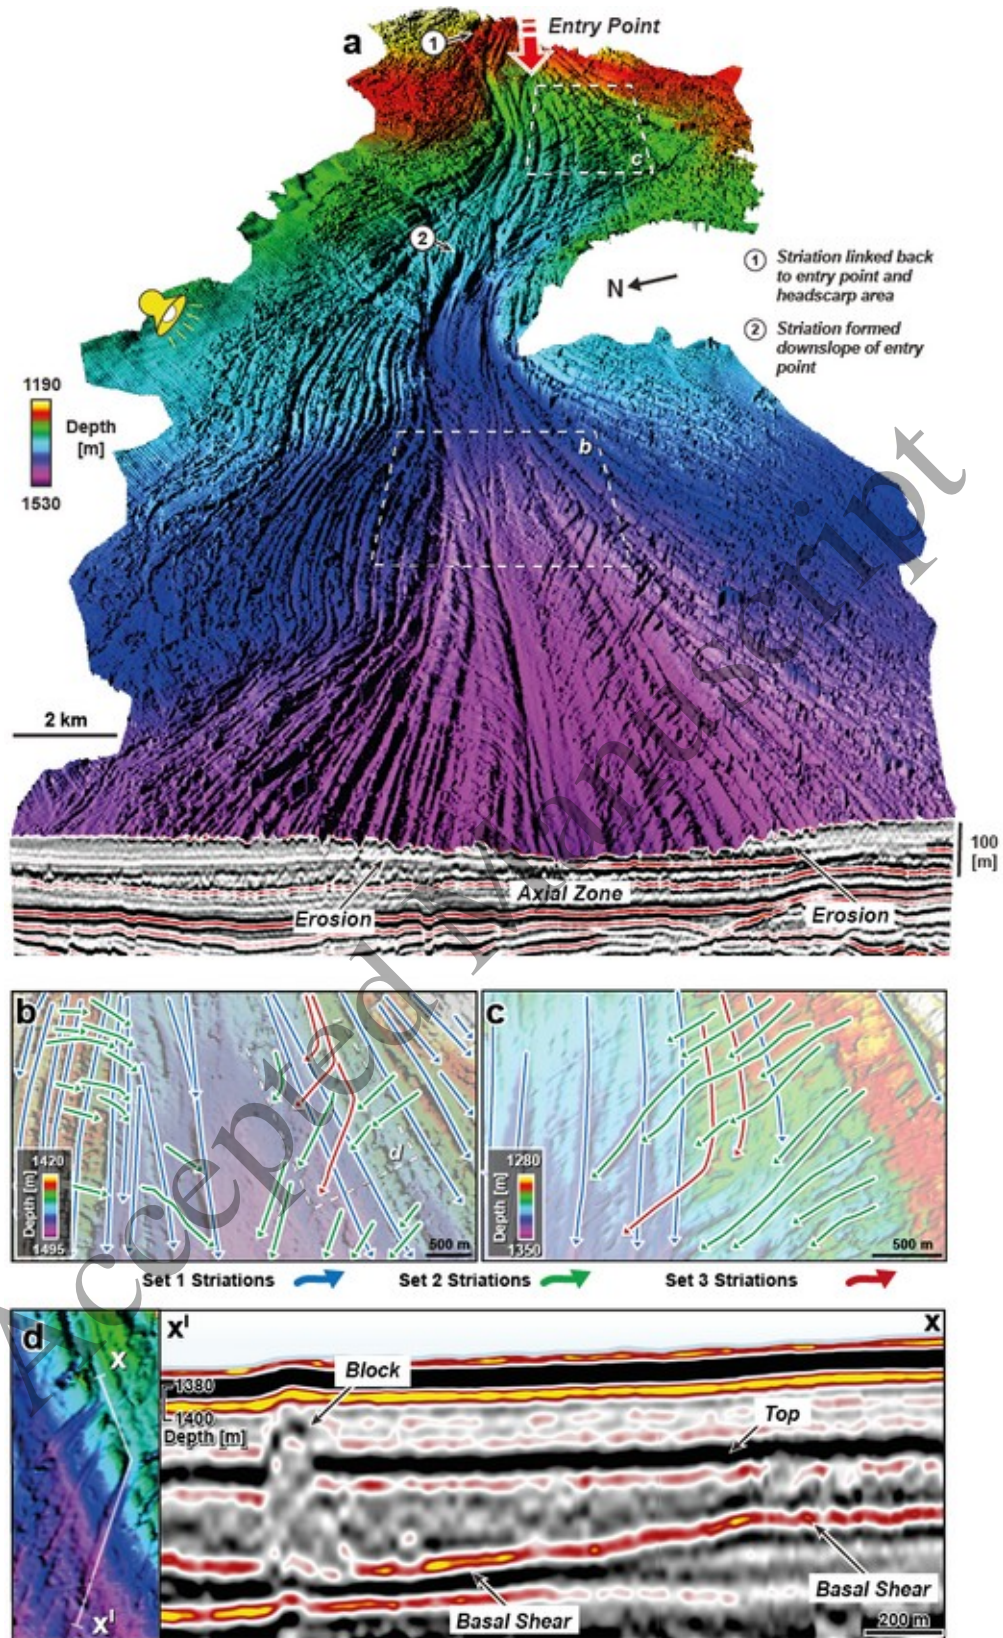 a
Entry Point
1
c
2
N
1 Striation linked back
to entry point and
headscarp area
2 Striation formed
downslope of entry
point
1190
Depth
[m]
1530
b
2 km
100
[m]
Axial Zone
Erosion
Erosion
b
c
d
1420
Depth [m]
1495
500 m
1280
Depth [m]
1350
500 m
Set 1 Striations
Set 2 Striations
Set 3 Striations
d
X
X^I
X^I
X
1380
1400
Depth [m]
Block
Top
Basal Shear
Basal Shear
200 m
Accepted Manuscript